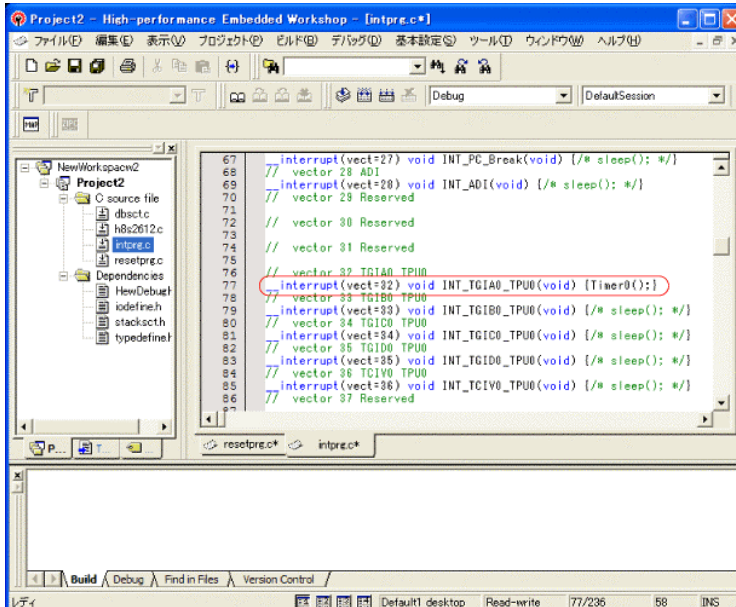 Project2 - High-performance Embedded Workshop - [intprg.c*]
ファイル(F) 編集(E) 表示(V) プロジェクト(P) ビルド(B) デバッグ(D) 基本設定(S) ツール(T) ウィンドウ(W) ヘルプ(H)
Debug DefaultSession
NewWorkspacw2
Project2
C source file
dbsct.c
h8s2612.c
intprg.c
resetprg.c
Dependencies
HewDebugH
iodefine.h
stacksct.h
typedefine.h
67 __interrupt(vect=27) void INT_PC_Break(void) {/* sleep(); */}
68 // vector 28 ADI
69 __interrupt(vect=28) void INT_ADI(void) {/* sleep(); */}
70 // vector 29 Reserved
71
72 // vector 30 Reserved
73
74 // vector 31 Reserved
75
76 // vector 32 TGIA0 TPU0
77 __interrupt(vect=32) void INT_TGIA0_TPU0(void) {Timer0();}
78 // vector 33 TGIB0 TPU0
79 __interrupt(vect=33) void INT_TGIB0_TPU0(void) {/* sleep(); */}
80 // vector 34 TGIC0 TPU0
81 __interrupt(vect=34) void INT_TGIC0_TPU0(void) {/* sleep(); */}
82 // vector 35 TGID0 TPU0
83 __interrupt(vect=35) void INT_TGID0_TPU0(void) {/* sleep(); */}
84 // vector 36 TCIV0 TPU0
85 __interrupt(vect=36) void INT_TCIV0_TPU0(void) {/* sleep(); */}
86 // vector 37 Reserved
87
P... T... ...
resetprg.c* intprg.c*
Build Debug Find in Files Version Control
レディ Default1 desktop Read-write 77/236 58 INS